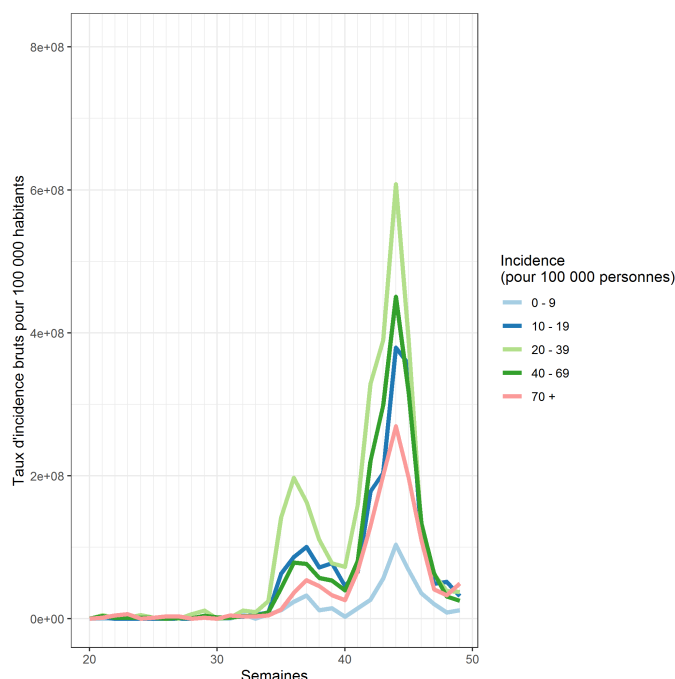 Taux d'incidence bruts pour 100 000 habitants
8e+08
6e+08
4e+08
2e+08
0e+00
20
30
40
50
Semaines
Incidence
(pour 100 000 personnes)
0 - 9
10 - 19
20 - 39
40 - 69
70 +